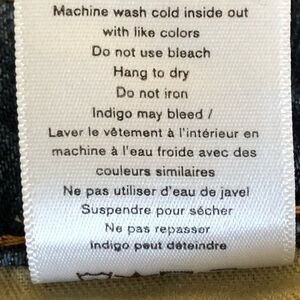 Machine wash cold inside out
with like colors
Do not use bleach
Hang to dry
Do not iron
Indigo may bleed /
Laver le vêtement à l'intérieur en
machine à l'eau froide avec des
couleurs similaires
Ne pas utiliser d'eau de javel
Suspendre pour sécher
Ne pas repasser
Indigo peut déteindre